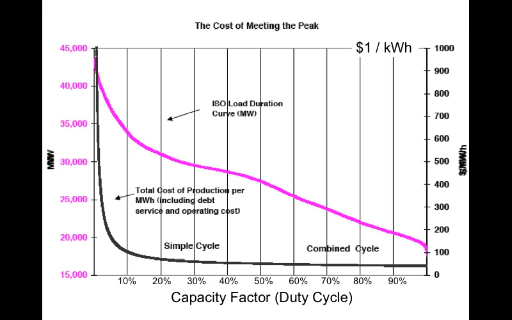 The Cost of Meeting the Peak
$1 / kWh
45,000
40,000
35,000
30,000
25,000
20,000
15,000
MW
1000
900
800
700
600
500
400
300
200
100
0
$/MWh
ISO Load Duration
Curve (MW)
Total Cost of Production per
MWh (including debt
service and operating cost)
Simple Cycle
Combined Cycle
10% 20% 30% 40% 50% 60% 70% 80% 90%
Capacity Factor (Duty Cycle)